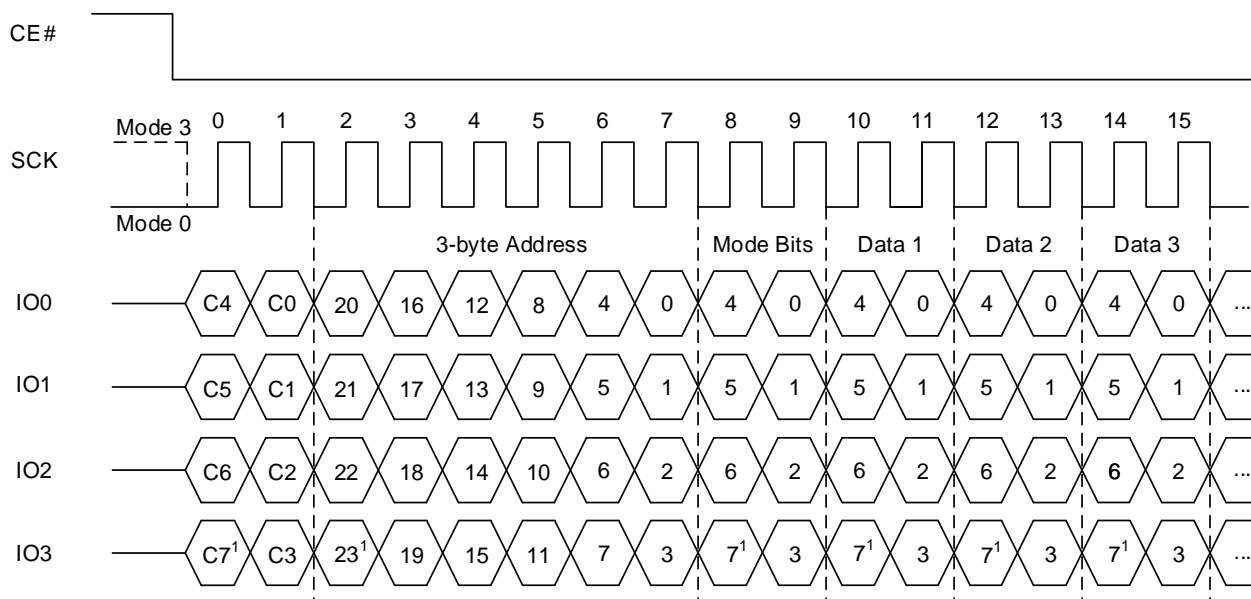 CE#
Mode 3 0 1 2 3 4 5 6 7 8 9 10 11 12 13 14 15
SCK
Mode 0
3-byte Address Mode Bits Data 1 Data 2 Data 3
IO0 C4 C0 20 16 12 8 4 0 4 0 4 0 4 0 4 0 ...
IO1 C5 C1 21 17 13 9 5 1 5 1 5 1 5 1 5 1 ...
IO2 C6 C2 22 18 14 10 6 2 6 2 6 2 6 2 6 2 ...
IO3 C7¹ C3 23¹ 19 15 11 7 3 7¹ 3 7¹ 3 7¹ 3 7¹ 3 ...